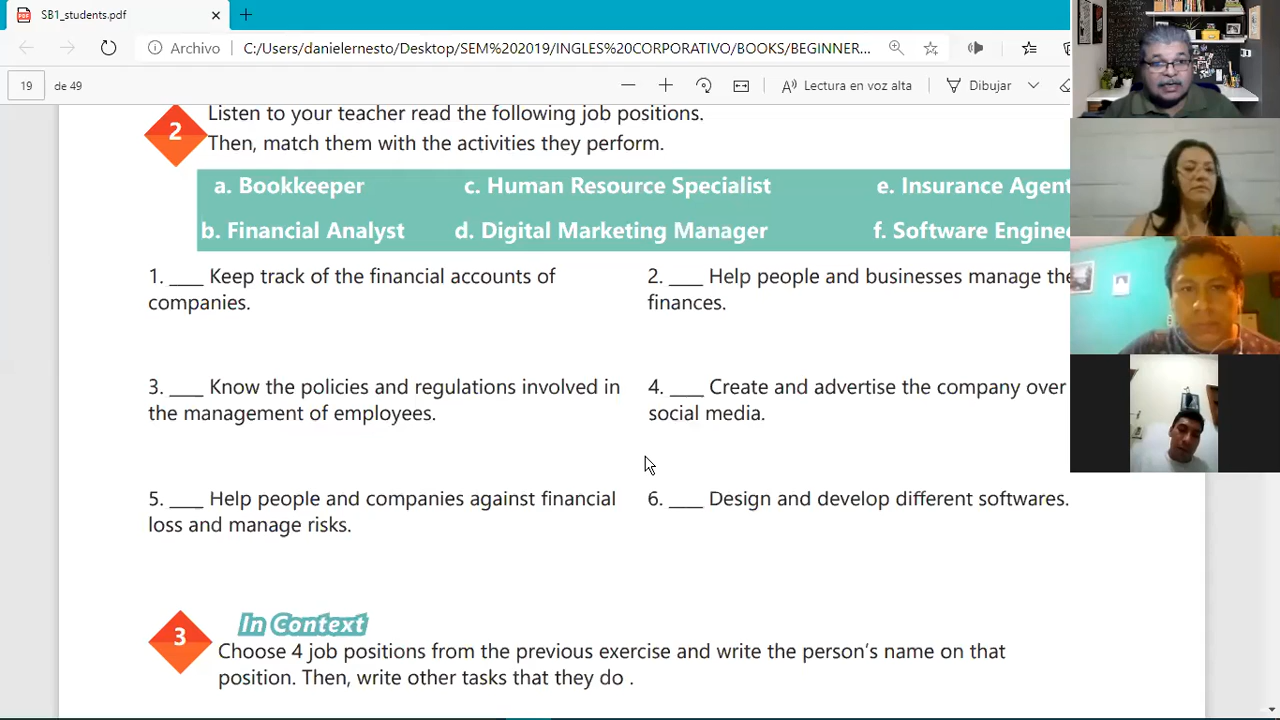 SB1_students.pdf
Archivo C:/Users/danielernesto/Desktop/SEM%202019/INGLES%20CORPORATIVO/BOOKS/BEGINNER...
19 de 49 Lectura en voz alta Dibujar
2 Listen to your teacher read the following job positions.
Then, match them with the activities they perform.
a. Bookkeeper c. Human Resource Specialist e. Insurance Agent
b. Financial Analyst d. Digital Marketing Manager f. Software Enginee
1. ____ Keep track of the financial accounts of
companies.
2. ____ Help people and businesses manage the
finances.
3. ____ Know the policies and regulations involved in
the management of employees.
4. ____ Create and advertise the company over
social media.
5. ____ Help people and companies against financial
loss and manage risks.
6. ____ Design and develop different softwares.
3 In Context
Choose 4 job positions from the previous exercise and write the person's name on that
position. Then, write other tasks that they do .